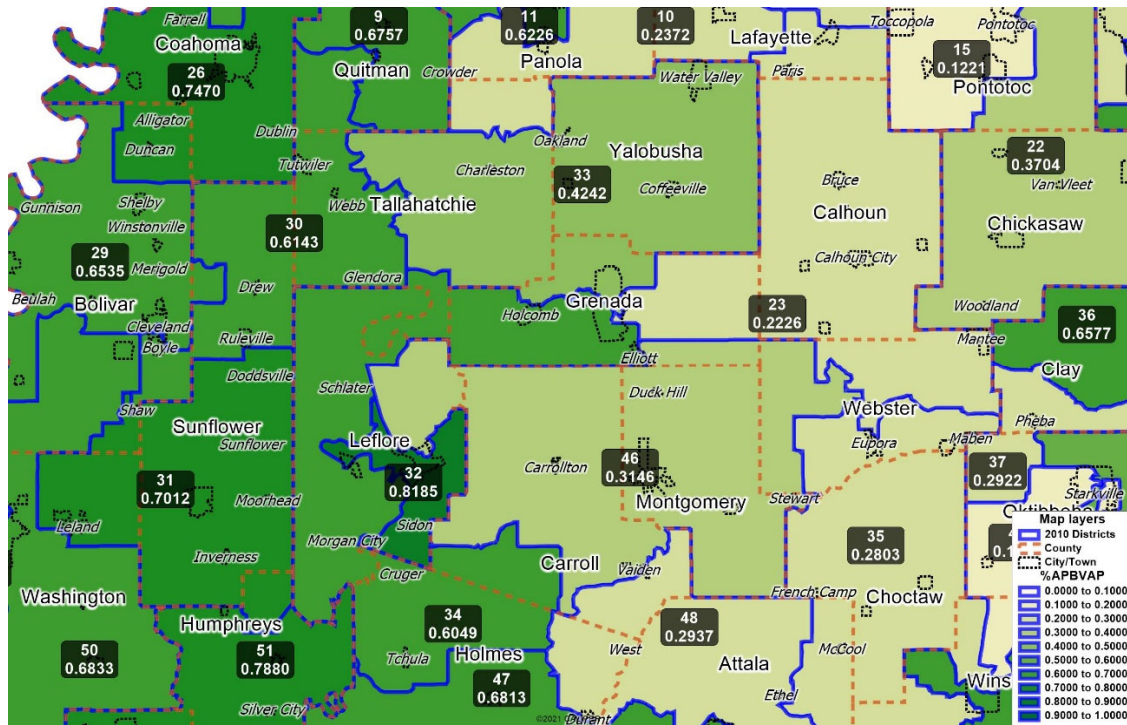 Farrell
Coahoma
26
0.7470
9
0.6757
Quitman
Crowder
11
0.6226
Panola
10
0.2372
Lafayette
Toccopola
Pontotoc
15
0.1221
Pontotoc
Water Valley
Paris
Alligator
Duncan
Dublin
Tutwiler
Oakland
Yalobusha
Charleston
33
0.4242
Coffeeville
Bruce
Calhoun
22
0.3704
Van Vleet
Chickasaw
Gunnison
Shelby
Winstonville
Webb
Tallahatchie
30
0.6143
29
0.6535
Merigold
Calhoun City
Beulah
Bolivar
Drew
Glendora
Grenada
Holcomb
23
0.2226
Woodland
36
0.6577
Cleveland
Boyle
Ruleville
Elliott
Mantee
Clay
Doddsville
Schlater
Duck Hill
Webster
Shaw
Sunflower
Sunflower
Leflore
Eupora
Maben
Pheba
32
0.8185
Carrollton
46
0.3146
Montgomery
Stewart
37
0.2922
Starkville
31
0.7012
Moorhead
Leland
Sidon
Morgan City
Inverness
35
0.2803
Carroll
Cruger
Vaiden
French Camp
Choctaw
Washington
Humphreys
34
0.6049
48
0.2937
50
0.6833
51
0.7880
Tchula
Holmes
West
Attala
McCool
47
0.6813
Ethel
Wins
Silver City
Durant
Map layers
2010 Districts
County
City/Town
%APBVAP
0.0000 to 0.1000
0.1000 to 0.2000
0.2000 to 0.3000
0.3000 to 0.4000
0.4000 to 0.5000
0.5000 to 0.6000
0.6000 to 0.7000
0.7000 to 0.8000
0.8000 to 0.9000
0.9000 to 1.0000